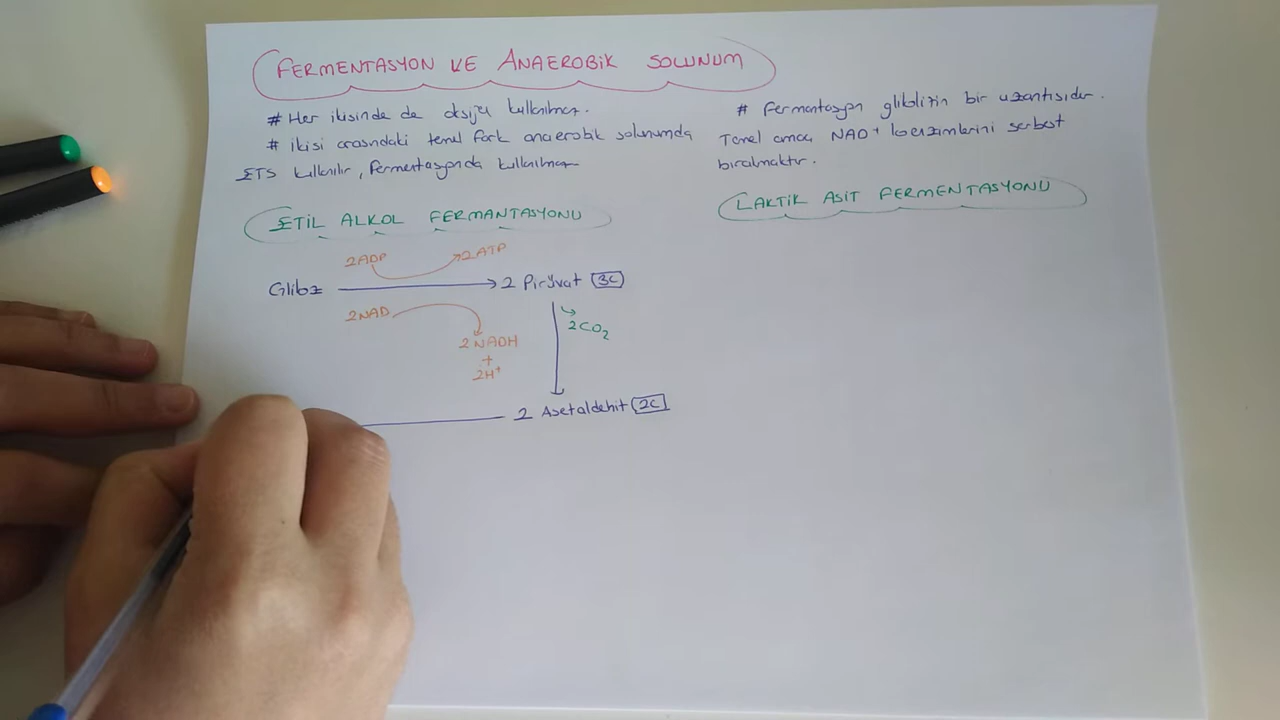 FERMENTASYON VE ANAEROBİK SOLUNUM
# Her ikisinde de oksijen kullanılmaz.
# ikisi arasındaki temel fark anaerobik solunumda
ETS kullanılır, fermentasyonda kullanılmaz
# Fermantasyon glikolizin bir uzantısıdır.
Temel amaç NAD+ koenzimlerini serbest
bırakmaktır.
ETİL ALKOL FERMANTASYONU
2ADP 2ATP
Glikoz 2 Pirüvat 3C
2NAD 2NADH
+
2H+
2CO2
2 Asetaldehit 2C
LAKTİK ASİT FERMENTASYONU